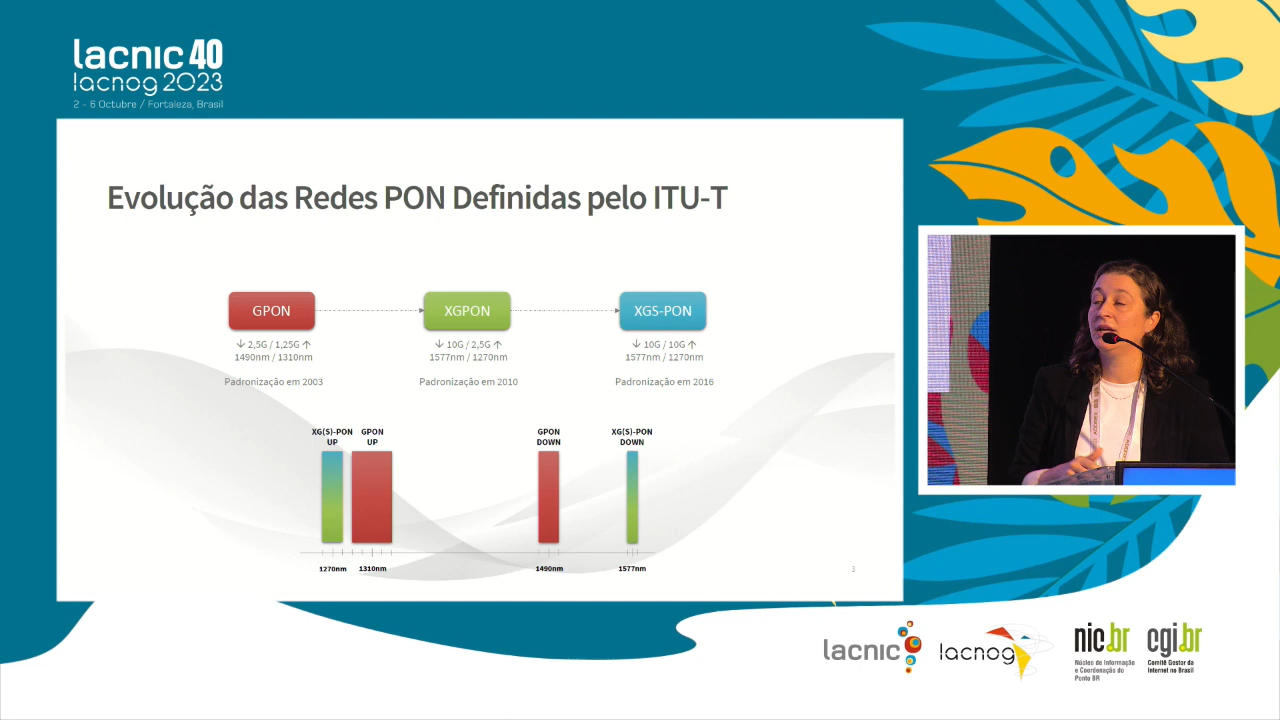 lacnic 40
lacnog 2023
2 - 6 Octubre / Fortaleza, Brasil
Evolução das Redes PON Definidas pelo ITU-T
GPON
XGPON
XGS-PON
↓ 2,5G / 1,25G ↑
1490nm / 1310nm
↓ 10G / 2,5G ↑
1577nm / 1270nm
↓ 10G / 10G ↑
1577nm / 1270nm
Padronização em 2003
Padronização em 2010
Padronização em 2016
XG(S)-PON
UP
GPON
UP
GPON
DOWN
XG(S)-PON
DOWN
1270nm
1310nm
1490nm
1577nm
3
lacnic
lacnog
nic.br
Núcleo de Informação
e Coordenação do
Ponto BR
cgi.br
Comitê Gestor da
Internet no Brasil